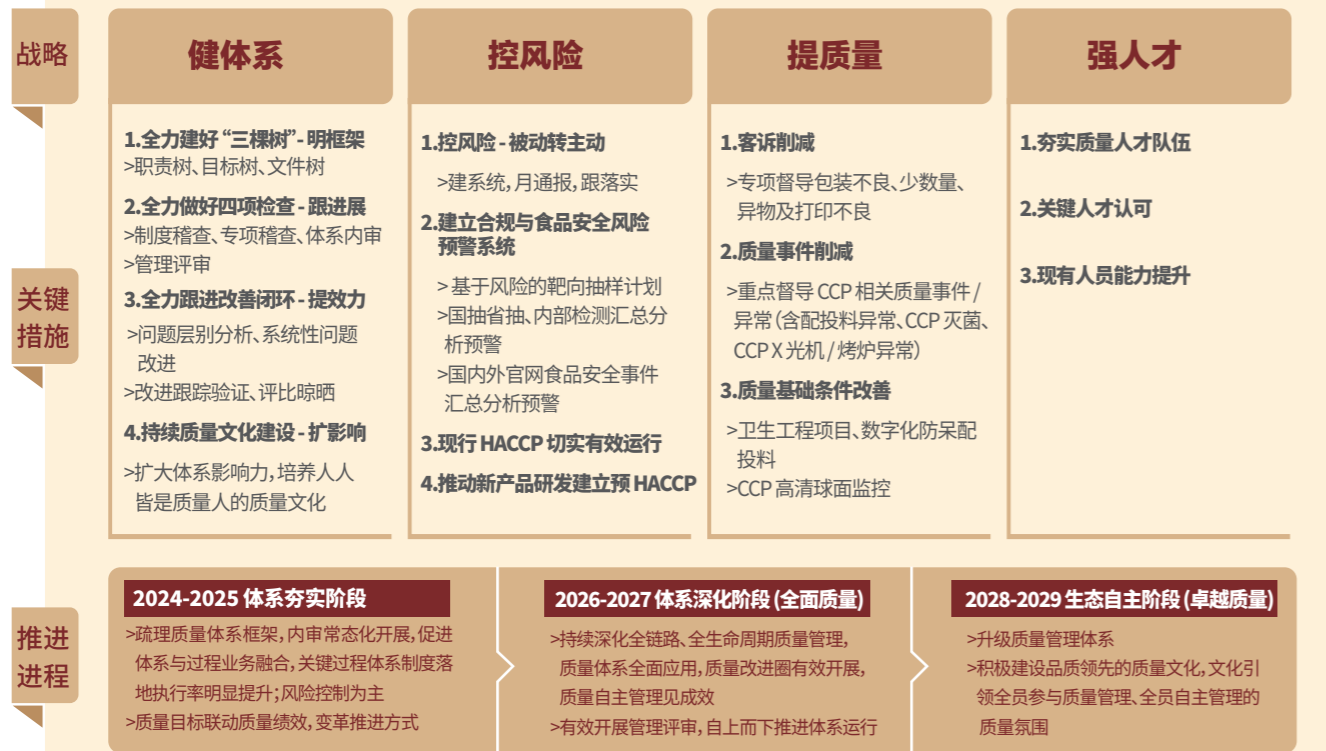 战略
健体系
控风险
提质量
强人才
关键
措施
1.全力建好“三棵树”-明框架
>职责树、目标树、文件树
2.全力做好四项检查-跟进展
>制度稽查、专项稽查、体系内审
>管理评审
3.全力跟进改善闭环-提效力
>问题层别分析、系统性问题
改进
>改进跟踪验证、评比晾晒
4.持续质量文化建设-扩影响
>扩大体系影响力,培养人人
皆是质量人的质量文化
1.控风险-被动转主动
>建系统,月通报,跟落实
2.建立合规与食品安全风险
预警系统
>基于风险的靶向抽样计划
>国抽省抽、内部检测汇总分
析预警
>国内外官网食品安全事件
汇总分析预警
3.现行 HACCP 切实有效运行
4.推动新产品研发建立预 HACCP
1.客诉削减
>专项督导包装不良、少数量、
异物及打印不良
2.质量事件削减
>重点督导 CCP 相关质量事件/
异常(含配投料异常、CCP 灭菌、
CCP X 光机/烤炉异常)
3.质量基础条件改善
>卫生工程项目、数字化防呆配
投料
>CCP 高清球面监控
1.夯实质量人才队伍
2.关键人才认可
3.现有人员能力提升
推进
进程
2024-2025 体系夯实阶段
>疏理质量体系框架,内审常态化开展,促进
体系与过程业务融合,关键过程体系制度落
地执行率明显提升;风险控制为主
>质量目标联动质量绩效,变革推进方式
2026-2027 体系深化阶段 (全面质量)
>持续深化全链路、全生命周期质量管理,
质量体系全面应用,质量改进圈有效开展,
质量自主管理见成效
>有效开展管理评审,自上而下推进体系运行
2028-2029 生态自主阶段 (卓越质量)
>升级质量管理体系
>积极建设品质领先的质量文化,文化引
领全员参与质量管理、全员自主管理的
质量氛围